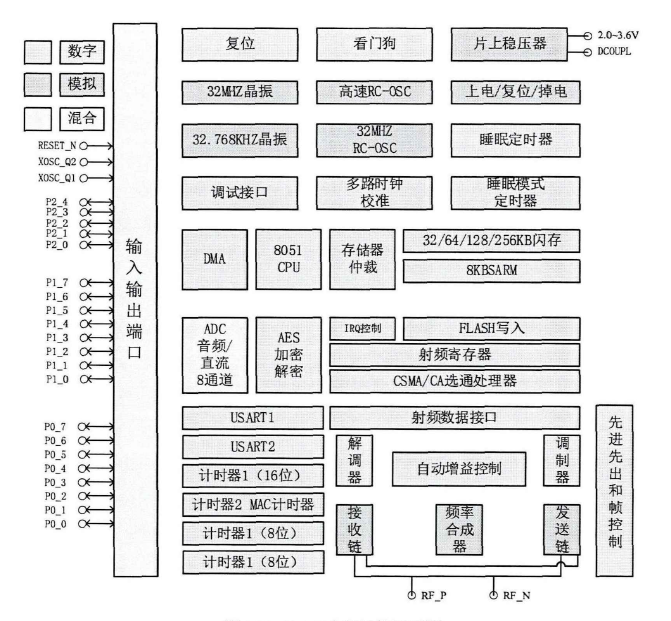 数字
模拟
混合
RESET_N
XOSC_Q2
XOSC_Q1
P2_4
P2_3
P2_2
P2_1
P2_0
P1_7
P1_6
P1_5
P1_4
P1_3
P1_2
P1_1
P1_0
P0_7
P0_6
P0_5
P0_4
P0_3
P0_2
P0_1
P0_0
输入输出端口
复位
看门狗
片上稳压器
2.0~3.6V
DCOUPL
32MHZ晶振
高速RC-OSC
上电/复位/掉电
32.768KHZ晶振
32MHZ
RC-OSC
睡眠定时器
调试接口
多路时钟
校准
睡眠模式
定时器
DMA
8051
CPU
存储器
仲裁
32/64/128/256KB闪存
8KBSARM
ADC
音频/
直流
8通道
AES
加密
解密
IRQ控制
FLASH写入
射频寄存器
CSMA/CA选通处理器
USART1
射频数据接口
USART2
计时器1（16位）
计时器2 MAC计时器
计时器1（8位）
计时器1（8位）
解调器
自动增益控制
调制器
接收链
频率
合成
器
发送链
先进先出和帧控制
RF_P
RF_N